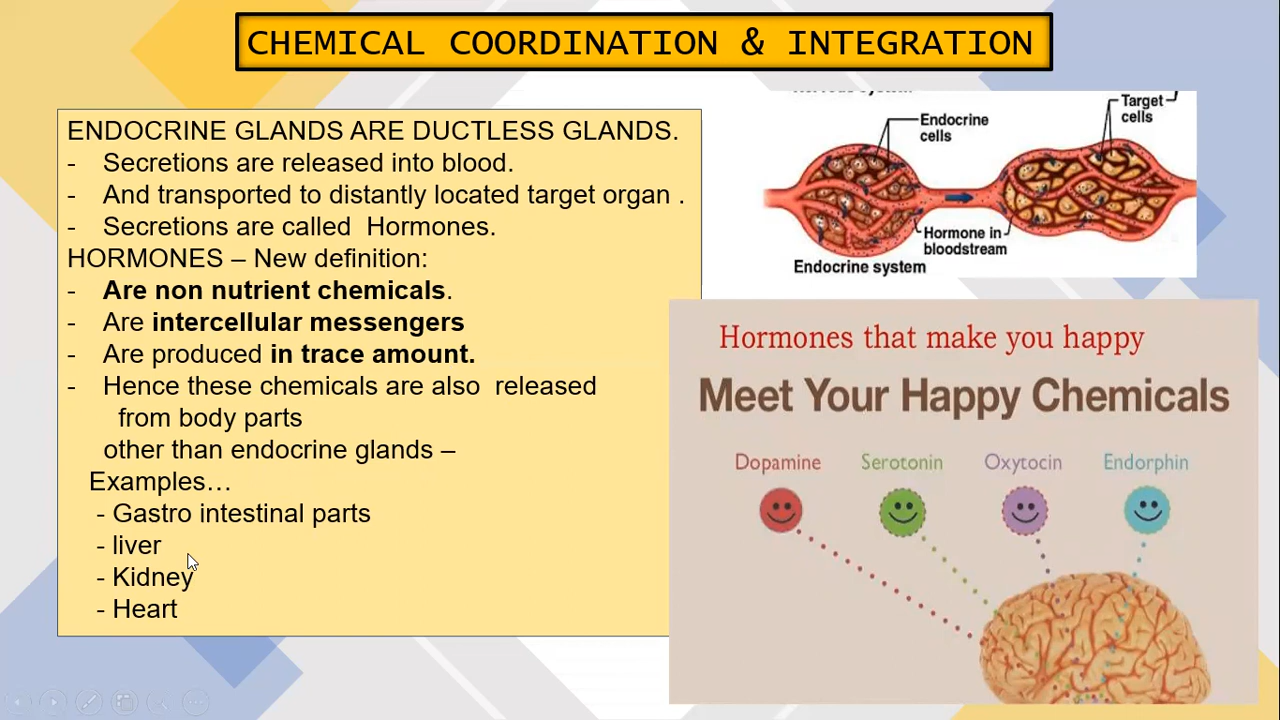 CHEMICAL COORDINATION & INTEGRATION
ENDOCRINE GLANDS ARE DUCTLESS GLANDS.
- Secretions are released into blood.
- And transported to distantly located target organ .
- Secretions are called Hormones.
HORMONES – New definition:
- Are non nutrient chemicals.
- Are intercellular messengers
- Are produced in trace amount.
- Hence these chemicals are also released
from body parts
other than endocrine glands –
Examples…
- Gastro intestinal parts
- liver
- Kidney
- Heart
Endocrine
cells
Target
cells
Hormone in
bloodstream
Endocrine system
Hormones that make you happy
Meet Your Happy Chemicals
Dopamine Serotonin Oxytocin Endorphin